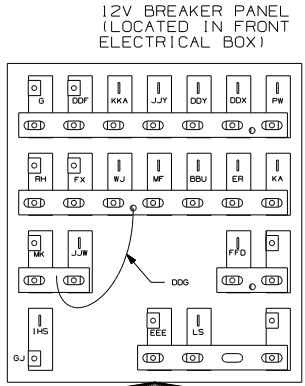 12V BREAKER PANEL
(LOCATED IN FRONT
ELECTRICAL BOX)
G DDF KKA JJY DDY DDX PW
RH FX WJ MF BBU ER KA
MK JJW FFD
DDG
IHS EEE LS
GJ